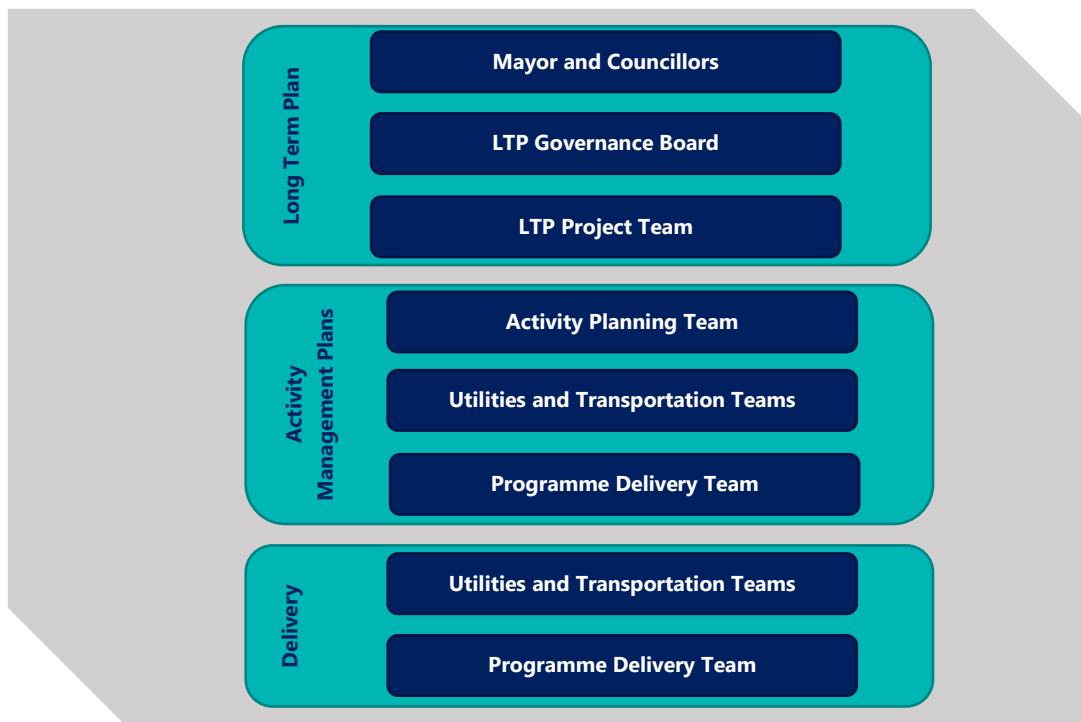 Long Term Plan
Mayor and Councillors
LTP Governance Board
LTP Project Team
Activity
Management Plans
Activity Planning Team
Utilities and Transportation Teams
Programme Delivery Team
Delivery
Utilities and Transportation Teams
Programme Delivery Team